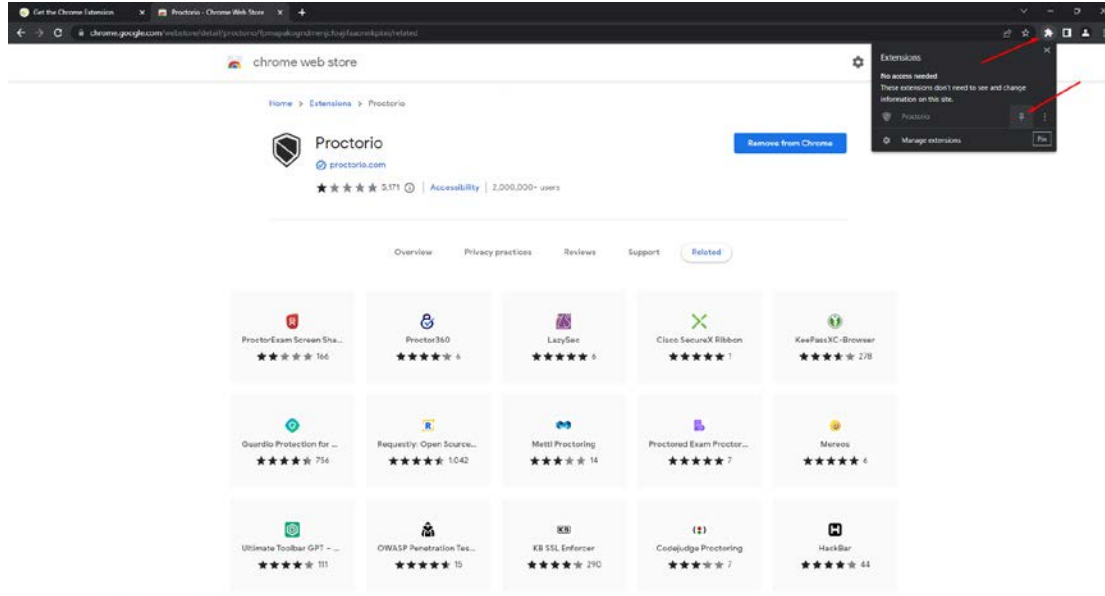 Get the Chrome Extension
Proctorio - Chrome Web Store
chrome web store
Home > Extensions > Proctorio
Proctorio
proctorio.com
5,171 | Accessibility | 2,000,000+ users
Remove from Chrome
Extensions
No access needed
These extensions don't need to see and change
information on this site.
Proctorio
Manage extensions
Pin
Overview Privacy practices Reviews Support Related
ProctorExam Screen Sha... Proctor360 LazySec Cisco SecureX Ribbon KeePassXC-Browser
166 6 6 1 278
Guardio Protection for ... Requestly: Open Source... Mettl Proctoring Proctored Exam Proctor... Mereos
756 1,042 14 7 6
Ultimate Toolbar GPT – ... OWASP Penetration Tes... KB SSL Enforcer Codejudge Proctoring HackBar
111 15 290 7 44